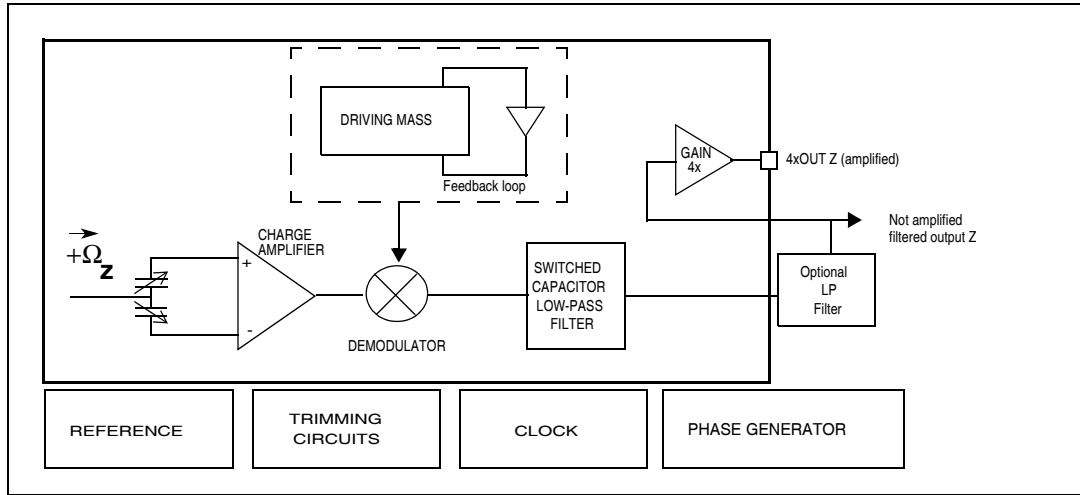 DRIVING MASS
Feedback loop
GAIN
4x
4xOUT Z (amplified)
Not amplified
filtered output Z
+Ω
z
CHARGE
AMPLIFIER
+
-
DEMODULATOR
SWITCHED
CAPACITOR
LOW-PASS
FILTER
Optional
LP
Filter
REFERENCE
TRIMMING
CIRCUITS
CLOCK
PHASE GENERATOR